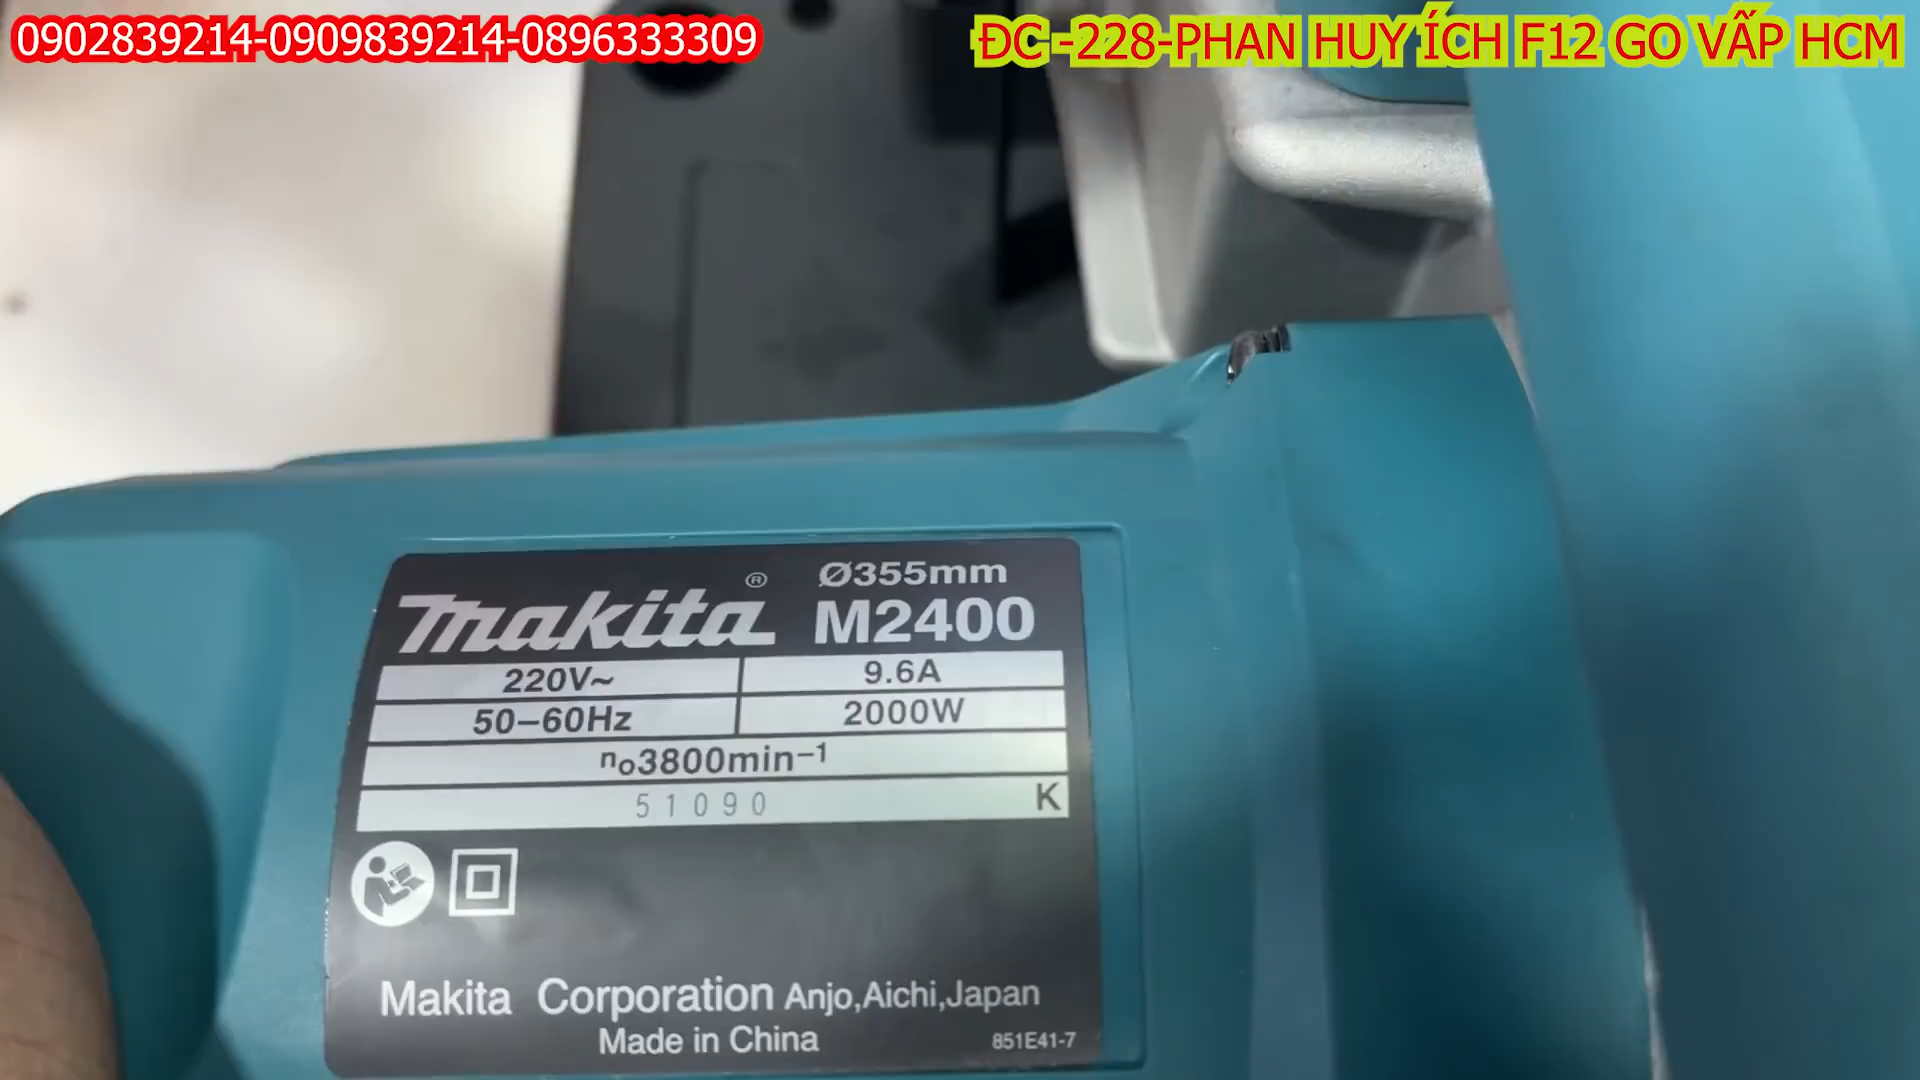 0902839214-0909839214-0896333309
ĐC -228-PHAN HUY ÍCH F12 GO VẤP HCM
Makita® Ø355mm
M2400
220V~ 9.6A
50–60Hz 2000W
no3800min–1
51090 K
Makita Corporation Anjo,Aichi,Japan
Made in China 851E41-7